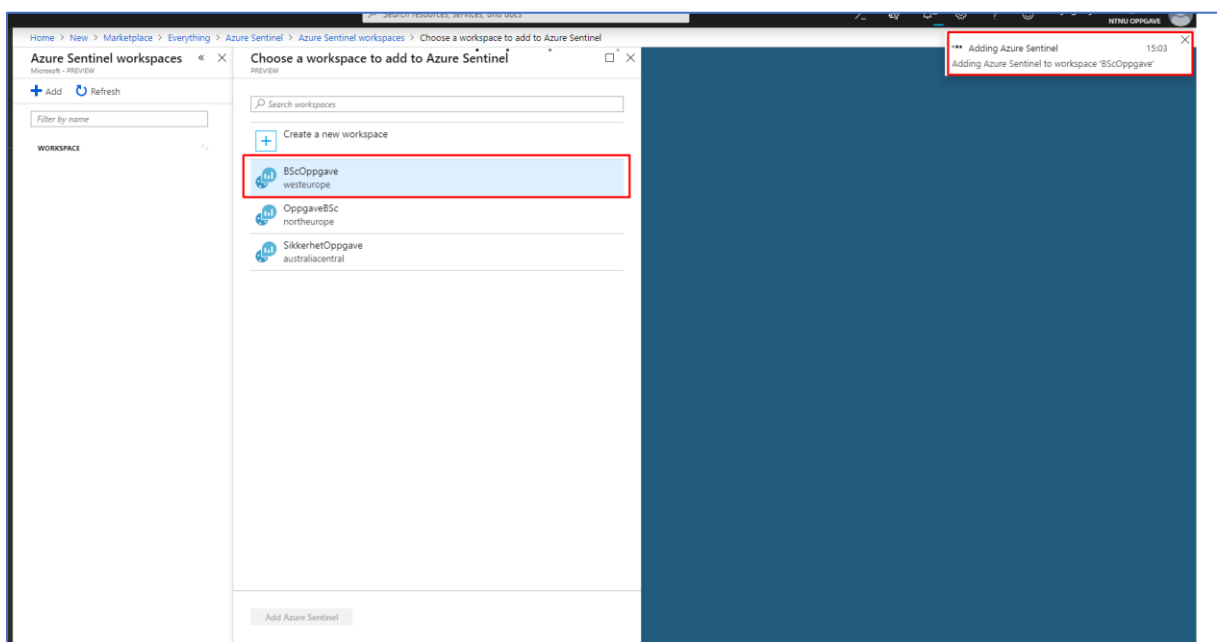 Search resources, services, and docs
NTNU OPPGAVE
Home > New > Marketplace > Everything > Azure Sentinel > Azure Sentinel workspaces > Choose a workspace to add to Azure Sentinel
Azure Sentinel workspaces
Microsoft - PREVIEW
Add Refresh
Filter by name
WORKSPACE
Choose a workspace to add to Azure Sentinel
PREVIEW
Search workspaces
Create a new workspace
BScOppgave
westeurope
OppgaveBSc
northeurope
SikkerhetOppgave
australiacentral
Add Azure Sentinel
Adding Azure Sentinel 15:03
Adding Azure Sentinel to workspace 'BScOppgave'